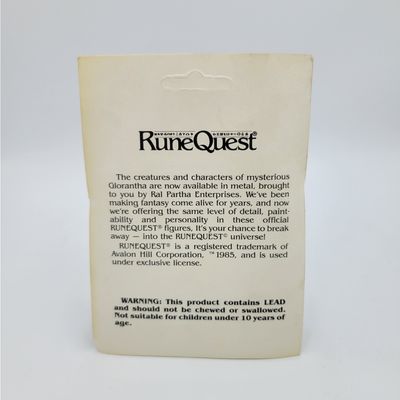 RuneQuest®
The creatures and characters of mysterious
Glorantha are now available in metal, brought
to you by Ral Partha Enterprises. We've been
making fantasy come alive for years, and now
we're offering the same level of detail, paint-
ability and personality in these official
RUNEQUEST® figures, It's your chance to break
away — into the RUNEQUEST® universe!
RUNEQUEST® is a registered trademark of
Avalon Hill Corporation, ™1985, and is used
under exclusive license.
WARNING: This product contains LEAD
and should not be chewed or swallowed.
Not suitable for children under 10 years of
age.